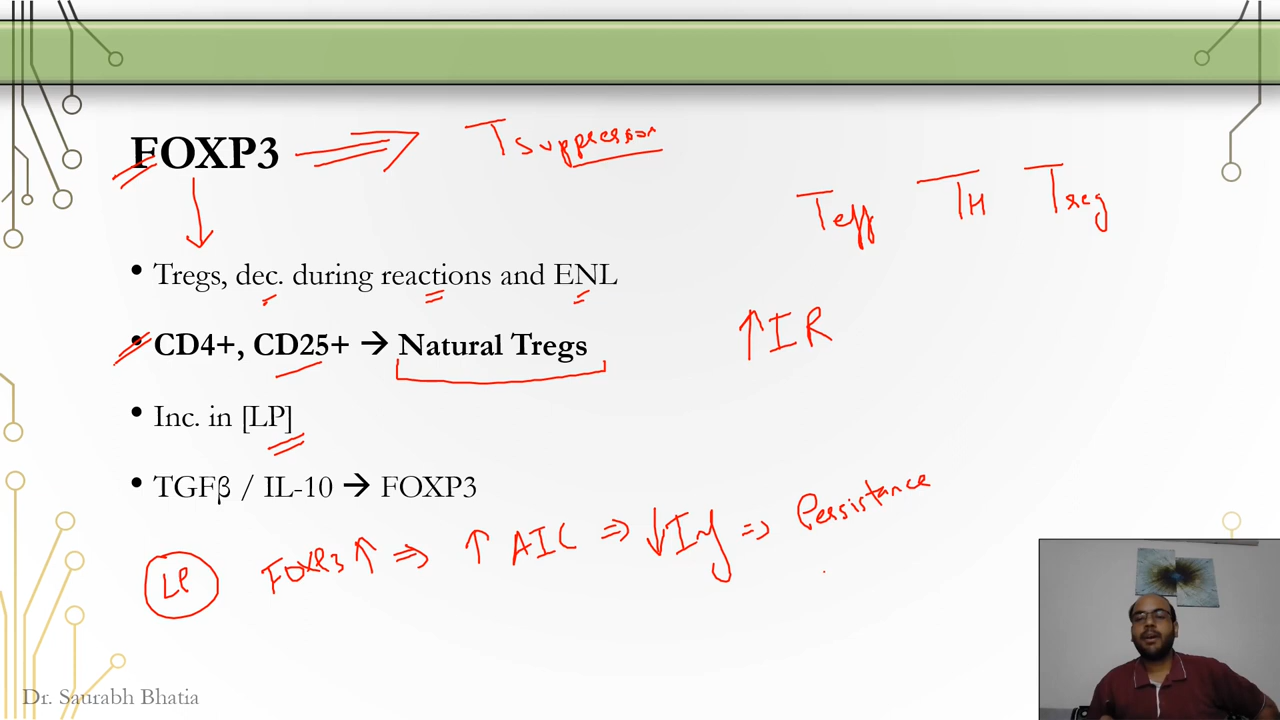 FOXP3 ⇒ Tsuppressor
Teff TH Treg
• Tregs, dec. during reactions and ENL
↑IR
• CD4+, CD25+ → Natural Tregs
• Inc. in [LP]
• TGFβ / IL-10 → FOXP3
LP FOXP3↑ ⇒ ↑ AIC ⇒ ↓Inf ⇒ Persistance
Dr. Saurabh Bhatia